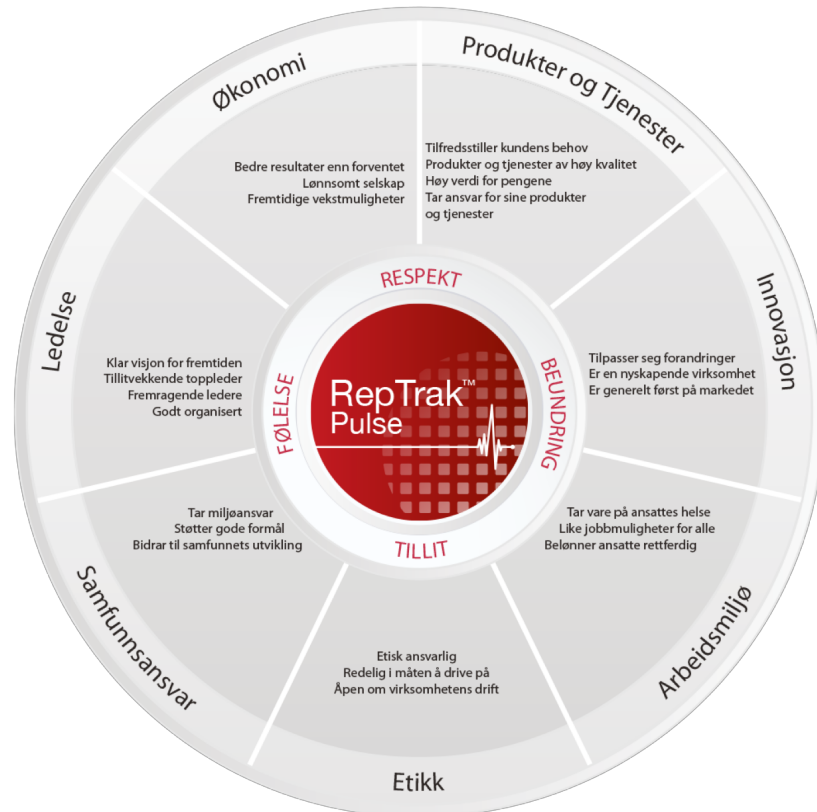 Økonomi
Bedre resultater enn forventet
Lønnsomt selskap
Fremtidige vekstmuligheter
Produkter og Tjenester
Tilfredsstiller kundens behov
Produkter og tjenester av høy kvalitet
Høy verdi for pengene
Tar ansvar for sine produkter
og tjenester
Innovasjon
Tilpasser seg forandringer
Er en nyskapende virksomhet
Er generelt først på markedet
Arbeidsmiljø
Tar vare på ansattes helse
Like jobbmuligheter for alle
Belønner ansatte rettferdig
Etikk
Etisk ansvarlig
Redelig i måten å drive på
Åpen om virksomhetens drift
Samfunnsansvar
Tar miljøansvar
Støtter gode formål
Bidrar til samfunnets utvikling
Ledelse
Klar visjon for fremtiden
Tillitvekkende toppleder
Fremragende ledere
Godt organisert
RESPEKT
BEUNDRING
TILLIT
FØLELSE
RepTrak™
Pulse